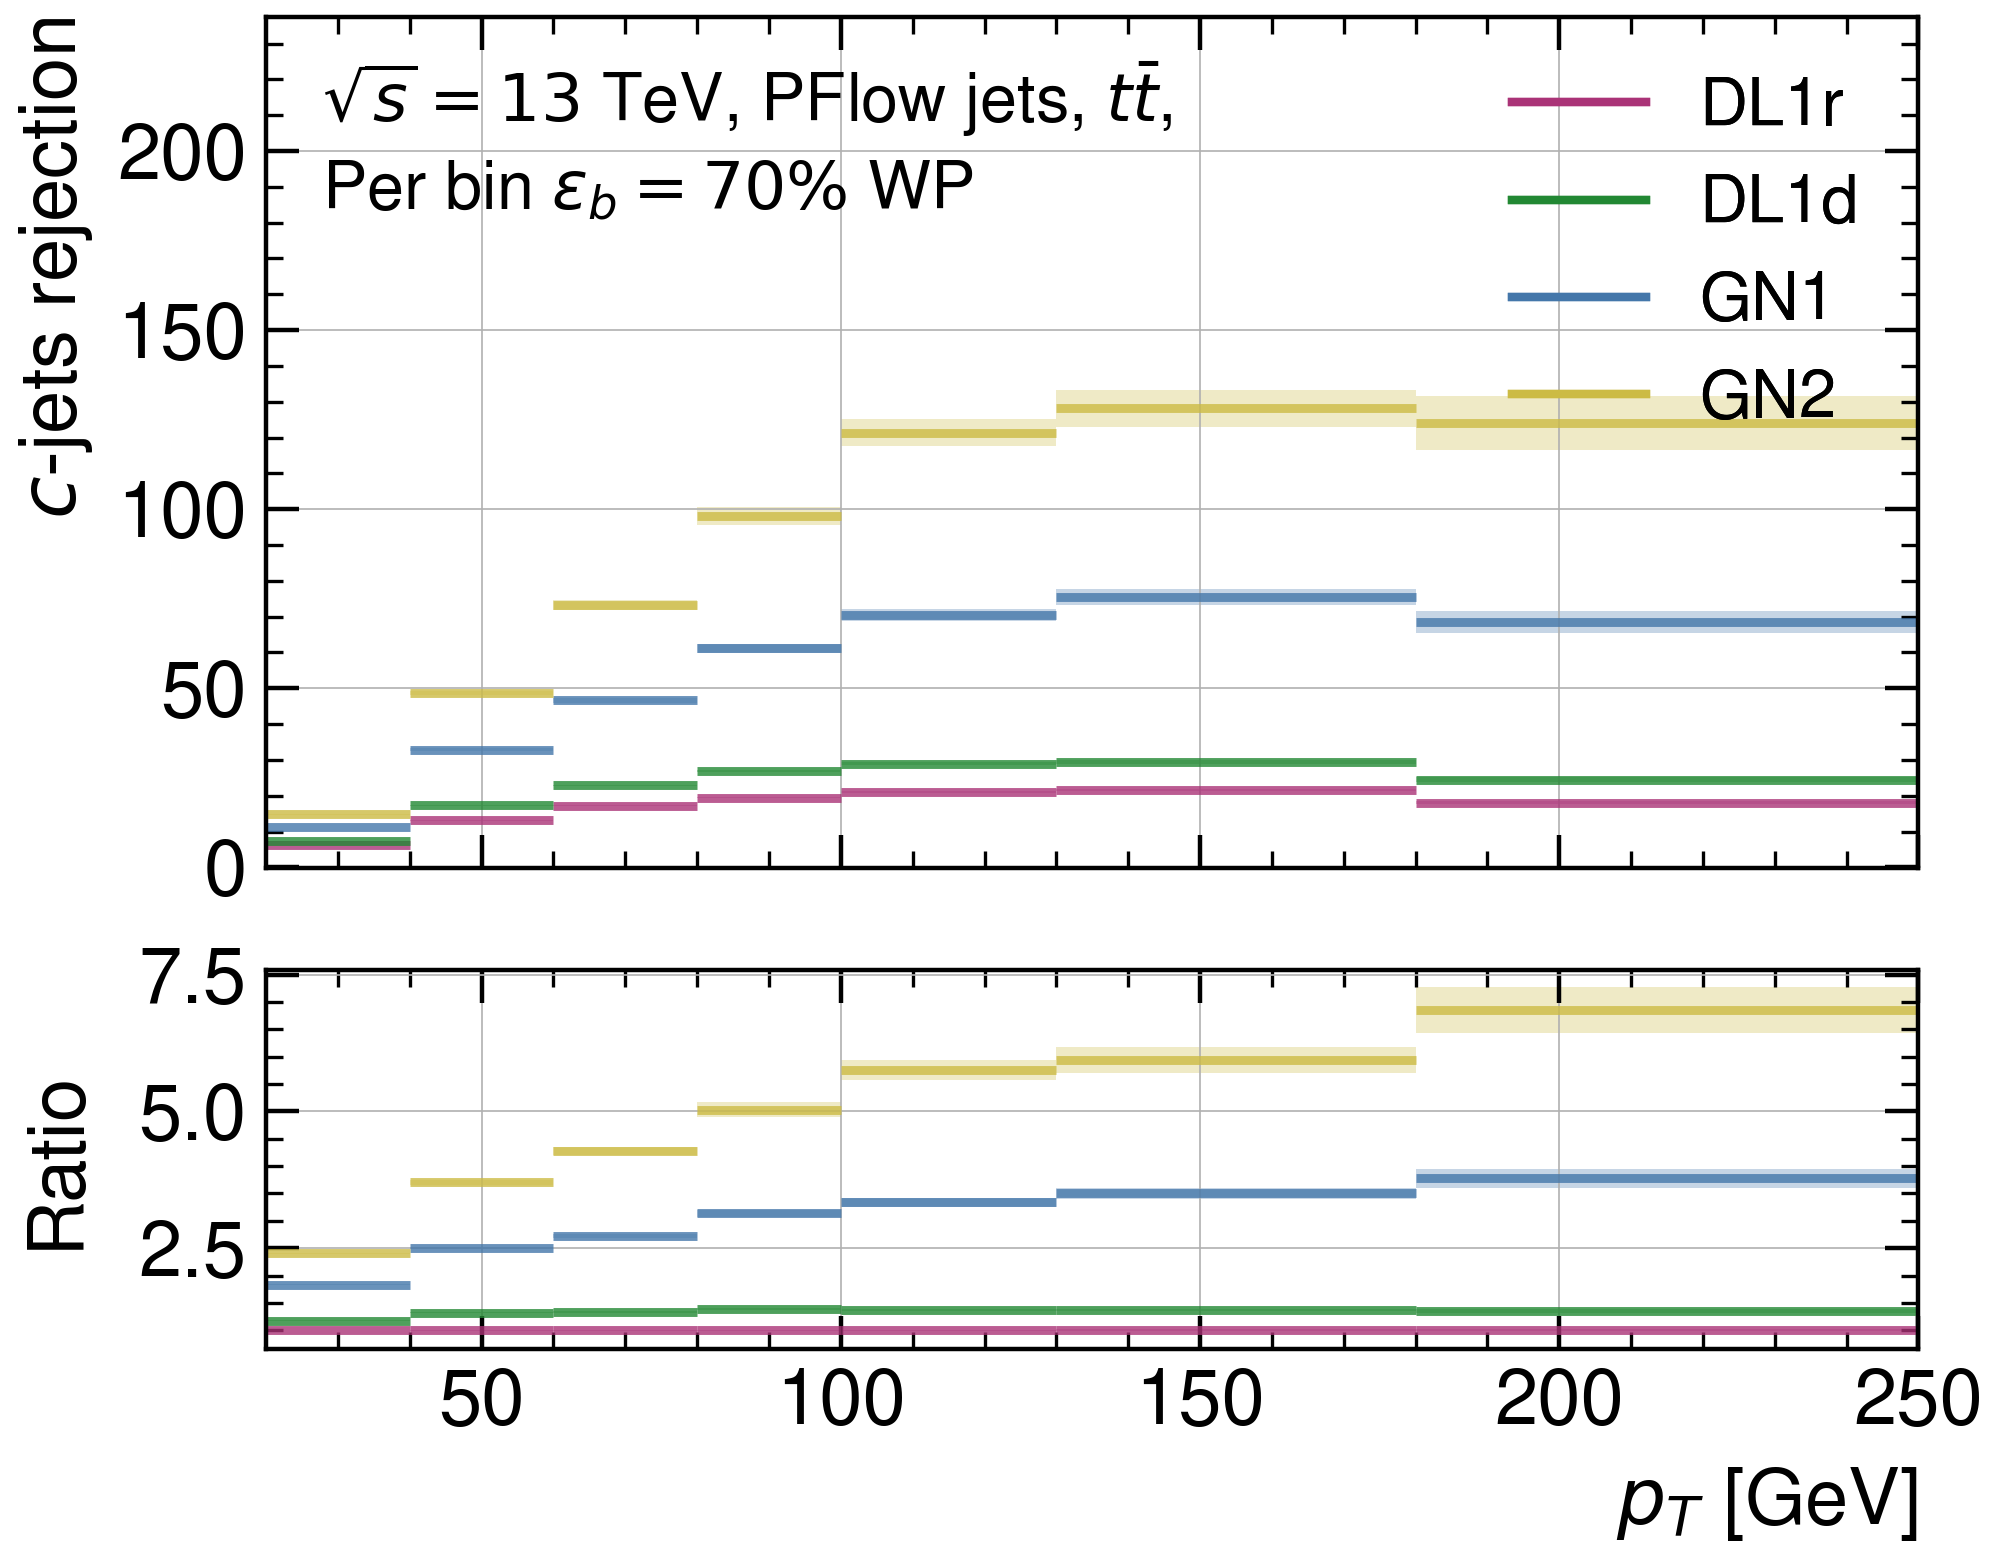 √s = 13 TeV, PFlow jets, tt̄,
Per bin ε_b = 70% WP
DL1r
DL1d
GN1
GN2
c-jets rejection
200
150
100
50
0
Ratio
7.5
5.0
2.5
50 100 150 200 250
p_T [GeV]